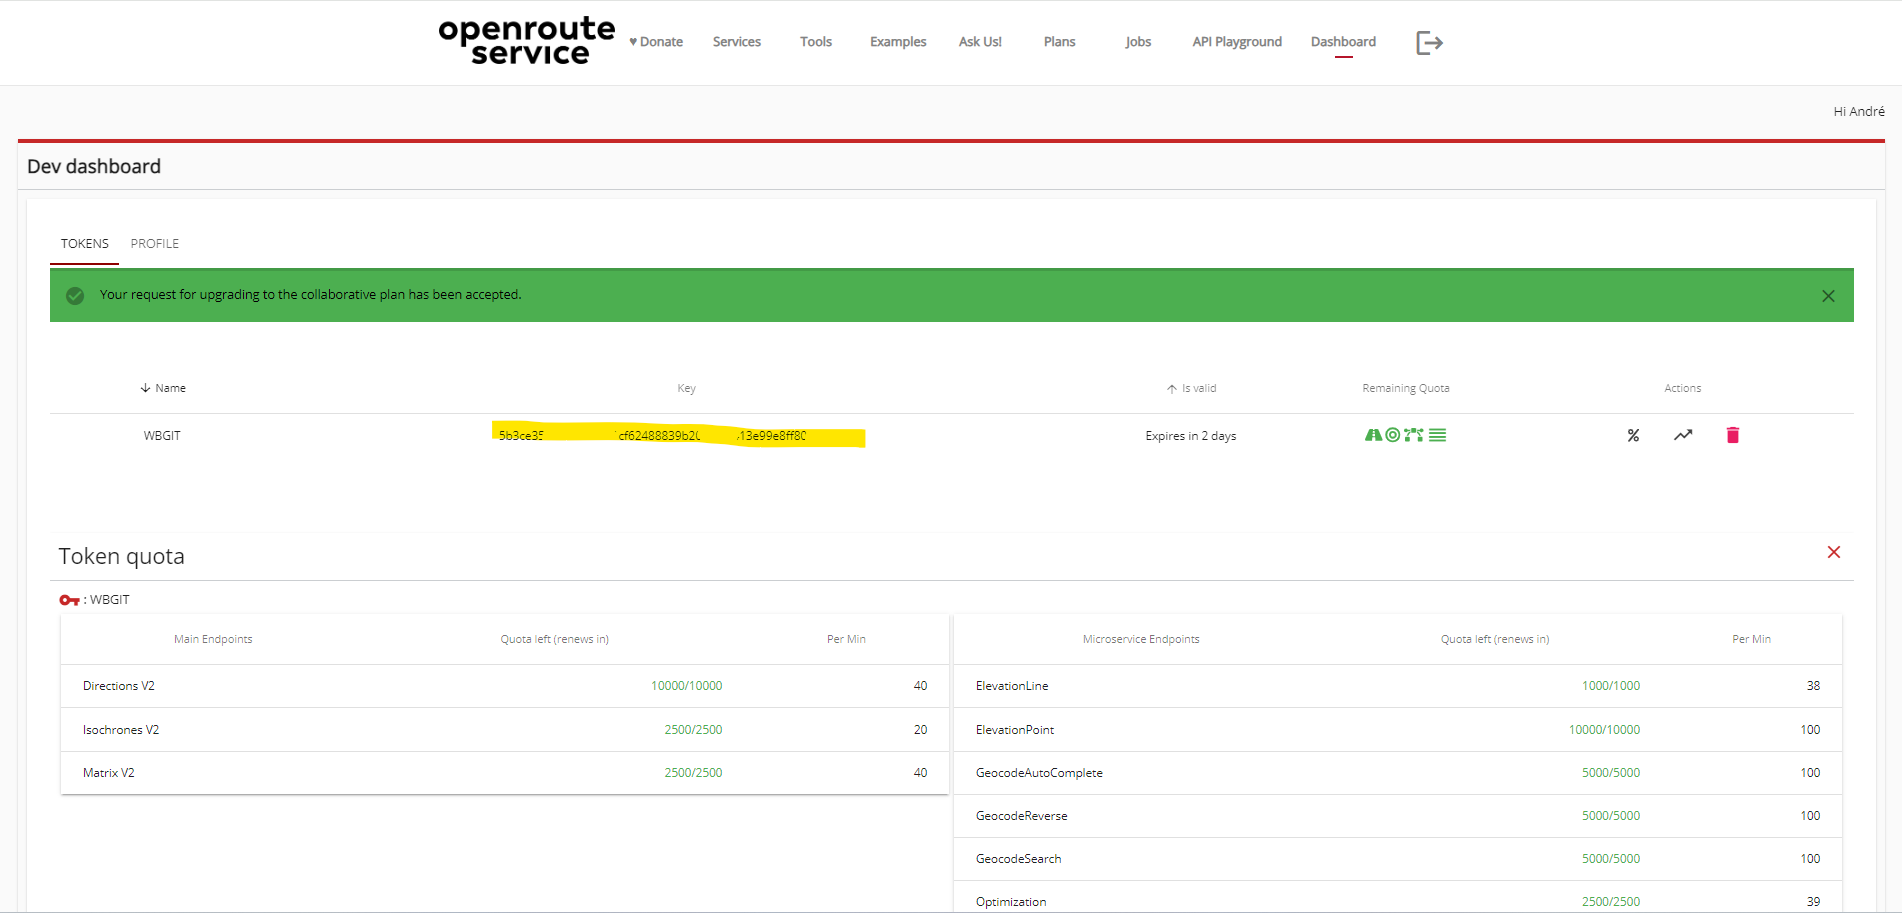 openroute
service
♥ Donate Services Tools Examples Ask Us! Plans Jobs API Playground Dashboard
Hi André
Dev dashboard
TOKENS PROFILE
Your request for upgrading to the collaborative plan has been accepted.
Name Key Is valid Remaining Quota Actions
WBGIT 5b3ce35 cf62488839b20 13e99e8ff80 Expires in 2 days
Token quota
: WBGIT
Main Endpoints Quota left (renews in) Per Min
Directions V2 10000/10000 40
Isochrones V2 2500/2500 20
Matrix V2 2500/2500 40
Microservice Endpoints Quota left (renews in) Per Min
ElevationLine 1000/1000 38
ElevationPoint 10000/10000 100
GeocodeAutoComplete 5000/5000 100
GeocodeReverse 5000/5000 100
GeocodeSearch 5000/5000 100
Optimization 2500/2500 39